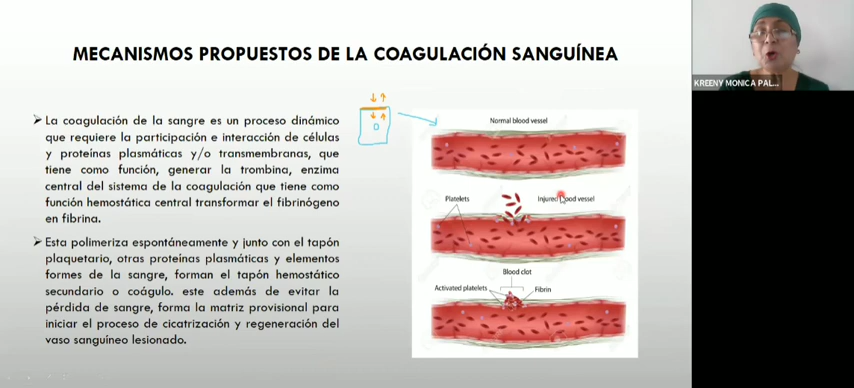 MECANISMOS PROPUESTOS DE LA COAGULACIÓN SANGUÍNEA
KREENY MONICA PAL...
➢ La coagulación de la sangre es un proceso dinámico
que requiere la participación e interacción de células
y proteínas plasmáticas y/o transmembranas, que
tiene como función, generar la trombina, enzima
central del sistema de la coagulación que tiene como
función hemostática central transformar el fibrinógeno
en fibrina.
➢ Esta polimeriza espontáneamente y junto con el tapón
plaquetario, otras proteínas plasmáticas y elementos
formes de la sangre, forman el tapón hemostático
secundario o coágulo. este además de evitar la
pérdida de sangre, forma la matriz provisional para
iniciar el proceso de cicatrización y regeneración del
vaso sanguíneo lesionado.
Normal blood vessel
Platelets
Injured blood vessel
Blood clot
Activated platelets
Fibrin